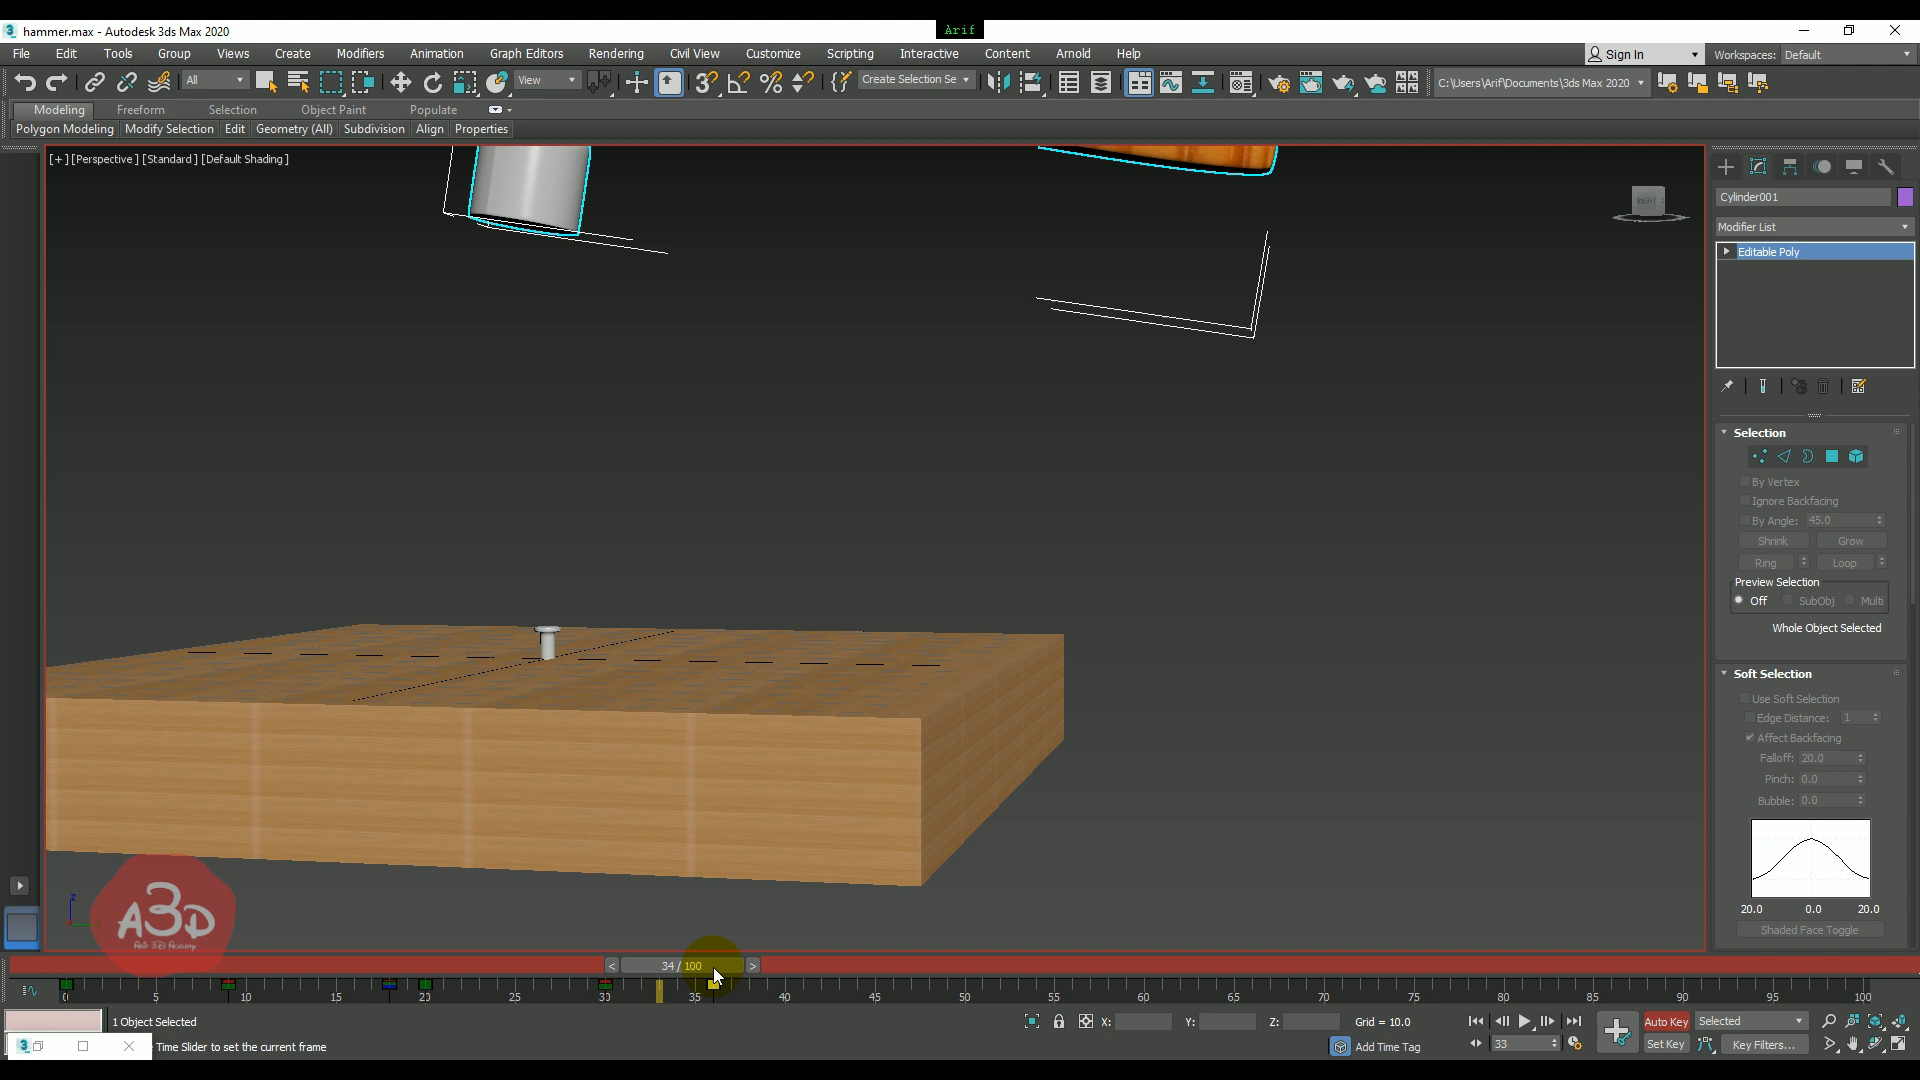 Arif
hammer.max - Autodesk 3ds Max 2020
File Edit Tools Group Views Create Modifiers Animation Graph Editors Rendering Civil View Customize Scripting Interactive Content Arnold Help
Sign In Workspaces: Default
All View Create Selection Se C:\Users\Arif\Documents\3ds Max 2020
Modeling Freeform Selection Object Paint Populate
Polygon Modeling Modify Selection Edit Geometry (All) Subdivision Align Properties
[+] [Perspective] [Standard] [Default Shading]
RIGHT
Cylinder001
Modifier List
Editable Poly
Selection
By Vertex
Ignore Backfacing
By Angle: 45.0
Shrink Grow
Ring Loop
Preview Selection
Off SubObj Multi
Whole Object Selected
Soft Selection
Use Soft Selection
Edge Distance: 1
Affect Backfacing
Falloff: 20.0
Pinch: 0.0
Bubble: 0.0
20.0 0.0 20.0
Shaded Face Toggle
z
A3D
Arif 3D Academy
< 34 / 100 >
0 5 10 15 20 25 30 35 40 45 50 55 60 65 70 75 80 85 90 95 100
1 Object Selected X: Y: Z: Grid = 10.0 Auto Key Selected
3 Time Slider to set the current frame Add Time Tag 33 Set Key Key Filters...